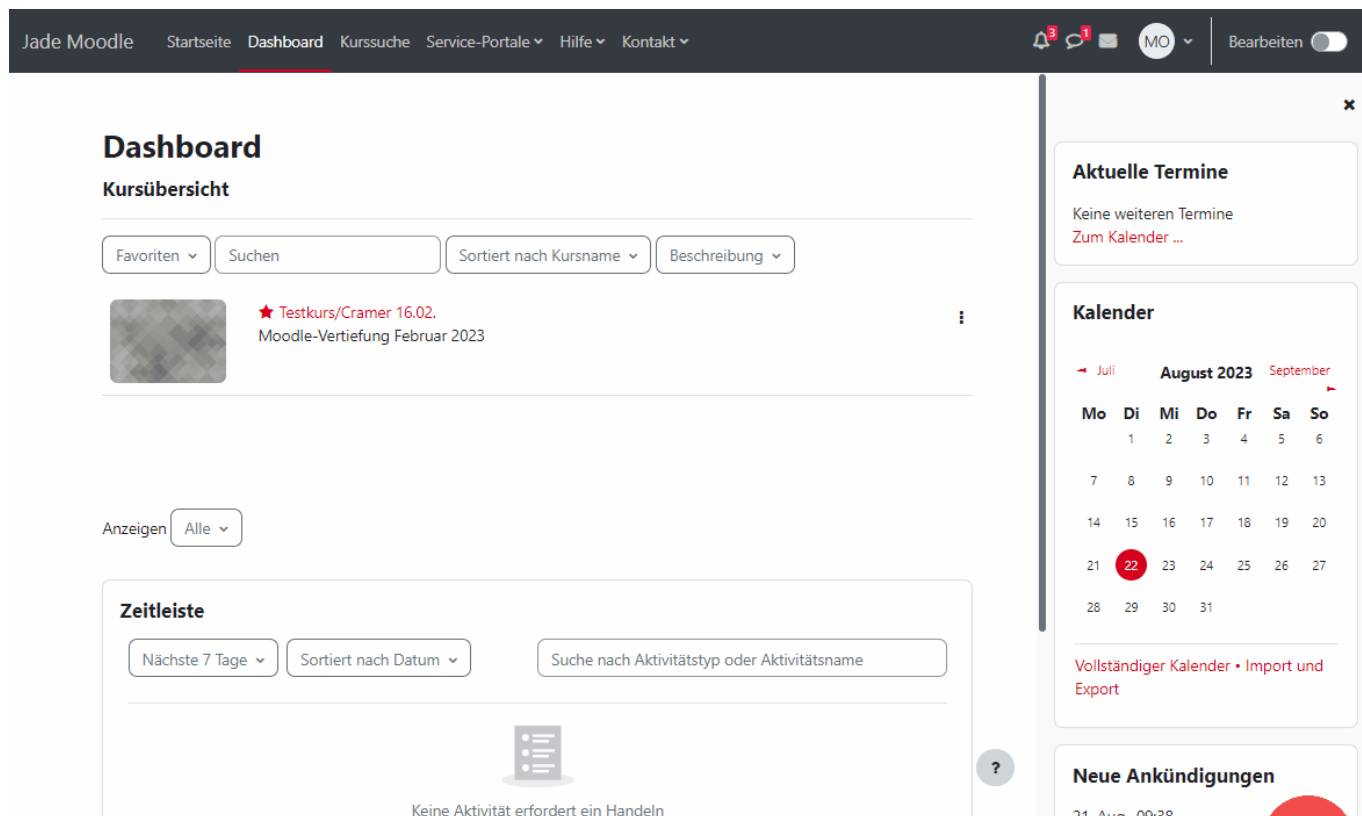 Jade Moodle Startseite Dashboard Kurssuche Service-Portale Hilfe Kontakt 3 1 MO Bearbeiten
Dashboard
Kursübersicht
Favoriten Suchen Sortiert nach Kursname Beschreibung
Testkurs/Cramer 16.02.
Moodle-Vertiefung Februar 2023
Anzeigen Alle
Zeitleiste
Nächste 7 Tage Sortiert nach Datum Suche nach Aktivitätstyp oder Aktivitätsname
Keine Aktivität erfordert ein Handeln
?
Aktuelle Termine
Keine weiteren Termine
Zum Kalender ...
Kalender
Juli August 2023 September
Mo Di Mi Do Fr Sa So
1 2 3 4 5 6
7 8 9 10 11 12 13
14 15 16 17 18 19 20
21 22 23 24 25 26 27
28 29 30 31
Vollständiger Kalender • Import und
Export
Neue Ankündigungen
21. Aug., 09:38